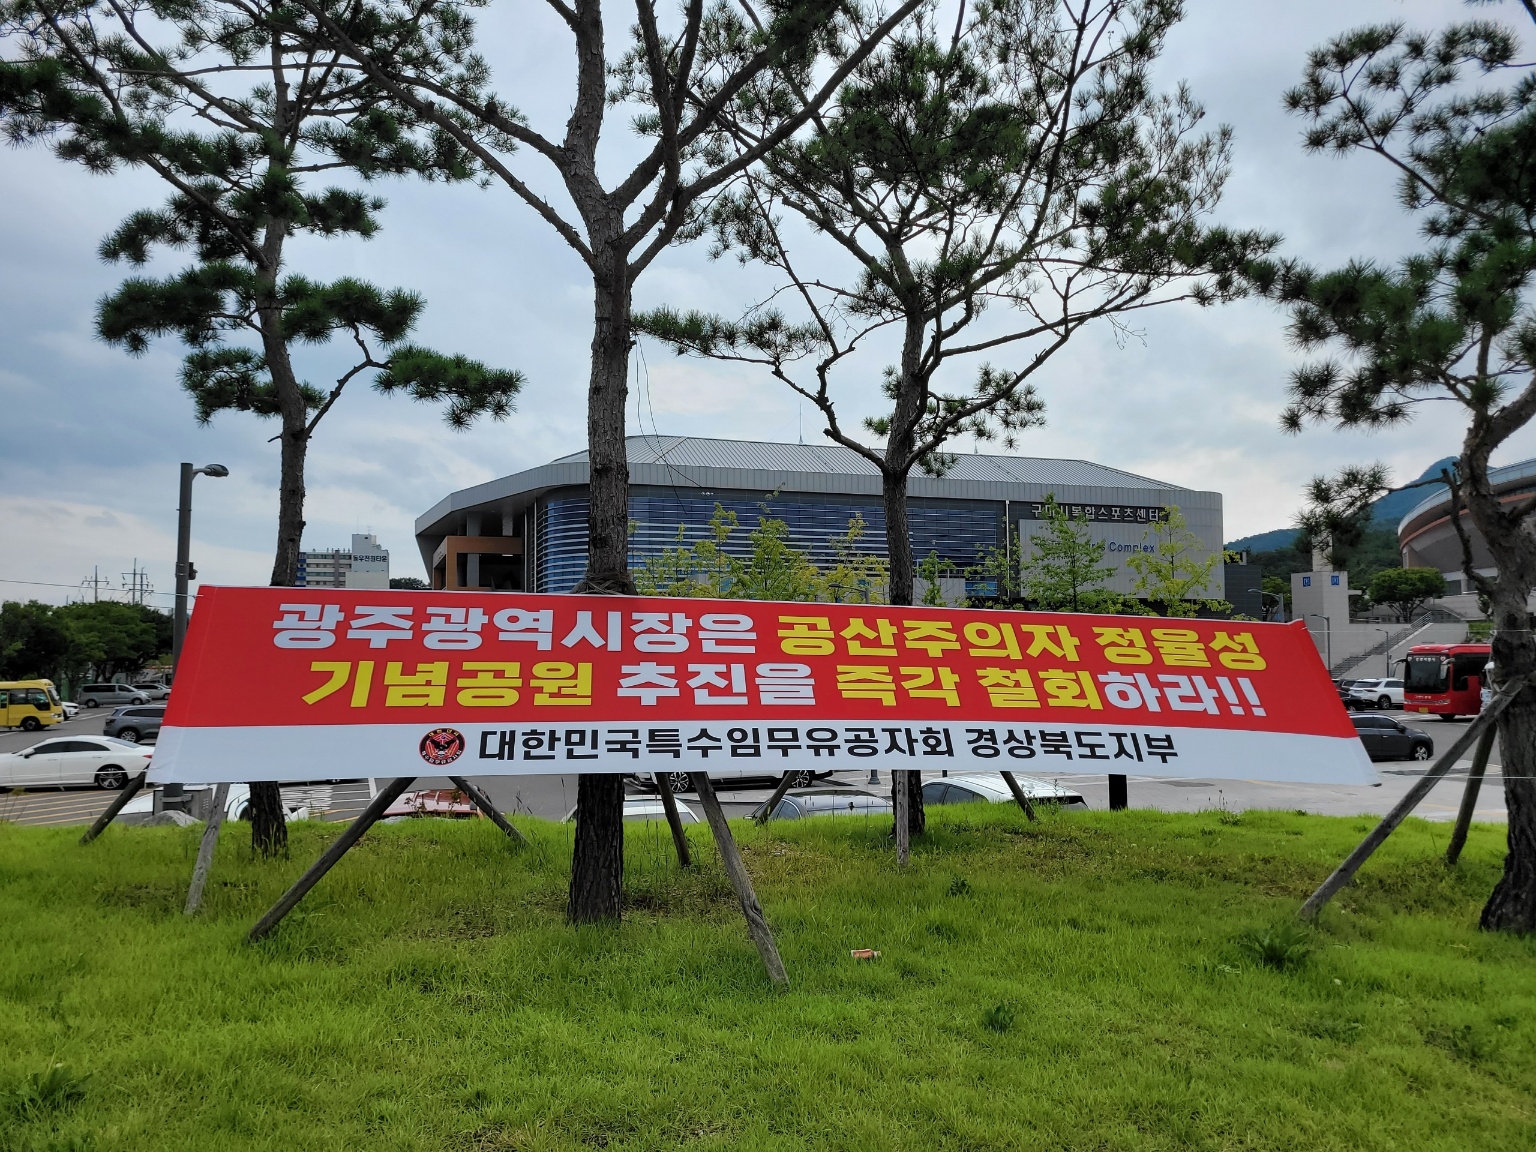 구미시복합스포츠센터
Complex
광주광역시장은 공산주의자 정율성
기념공원 추진을 즉각 철회하라!!
대한민국특수임무유공자회 경상북도지부